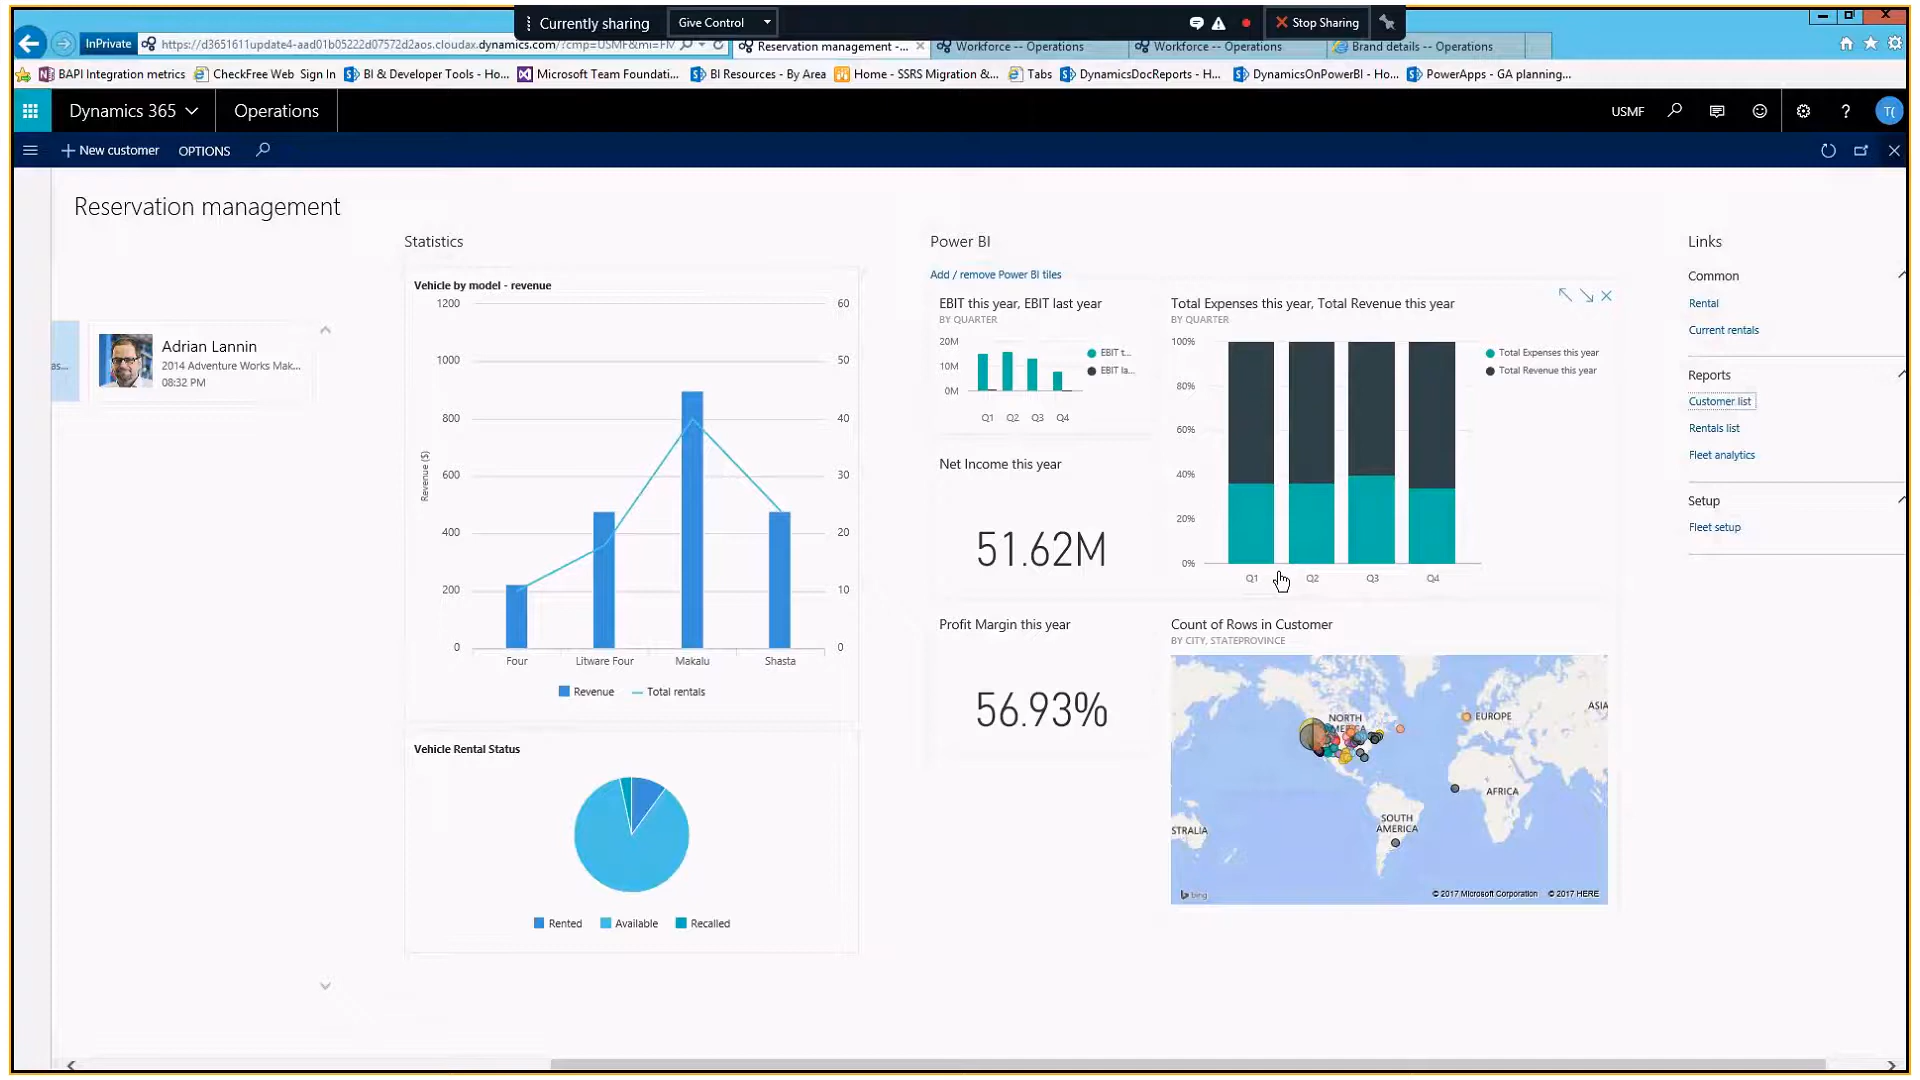 Currently sharing
Give Control
Stop Sharing
InPrivate
https://d3651611update4-aad01b05222d07572d2aos.cloudax.dynamics.com/?cmp=USMF&mi=FM
Reservation management -...
Workforce -- Operations
Workforce -- Operations
Brand details -- Operations
BAPI Integration metrics
CheckFree Web Sign In
BI & Developer Tools - Ho...
Microsoft Team Foundati...
BI Resources - By Area
Home - SSRS Migration &...
Tabs
DynamicsDocReports - H...
DynamicsOnPowerBI - Ho...
PowerApps - GA planning...
Dynamics 365
Operations
USMF
?
T(
+ New customer
OPTIONS
Reservation management
as...
Adrian Lannin
2014 Adventure Works Mak...
08:32 PM
Statistics
Vehicle by model - revenue
1200
1000
800
600
400
200
0
Revenue ($)
60
50
40
30
20
10
0
Four
Litware Four
Makalu
Shasta
Revenue
Total rentals
Vehicle Rental Status
Rented
Available
Recalled
Power BI
Add / remove Power BI tiles
EBIT this year, EBIT last year
BY QUARTER
20M
10M
0M
Q1
Q2
Q3
Q4
EBIT t...
EBIT la...
Net Income this year
51.62M
Profit Margin this year
56.93%
Total Expenses this year, Total Revenue this year
BY QUARTER
100%
80%
60%
40%
20%
0%
Q1
Q2
Q3
Q4
Total Expenses this year
Total Revenue this year
Count of Rows in Customer
BY CITY, STATEPROVINCE
NORTH
AMERICA
EUROPE
ASIA
AFRICA
SOUTH
AMERICA
STRALIA
bing
© 2017 Microsoft Corporation
© 2017 HERE
Links
Common
Rental
Current rentals
Reports
Customer list
Rentals list
Fleet analytics
Setup
Fleet setup